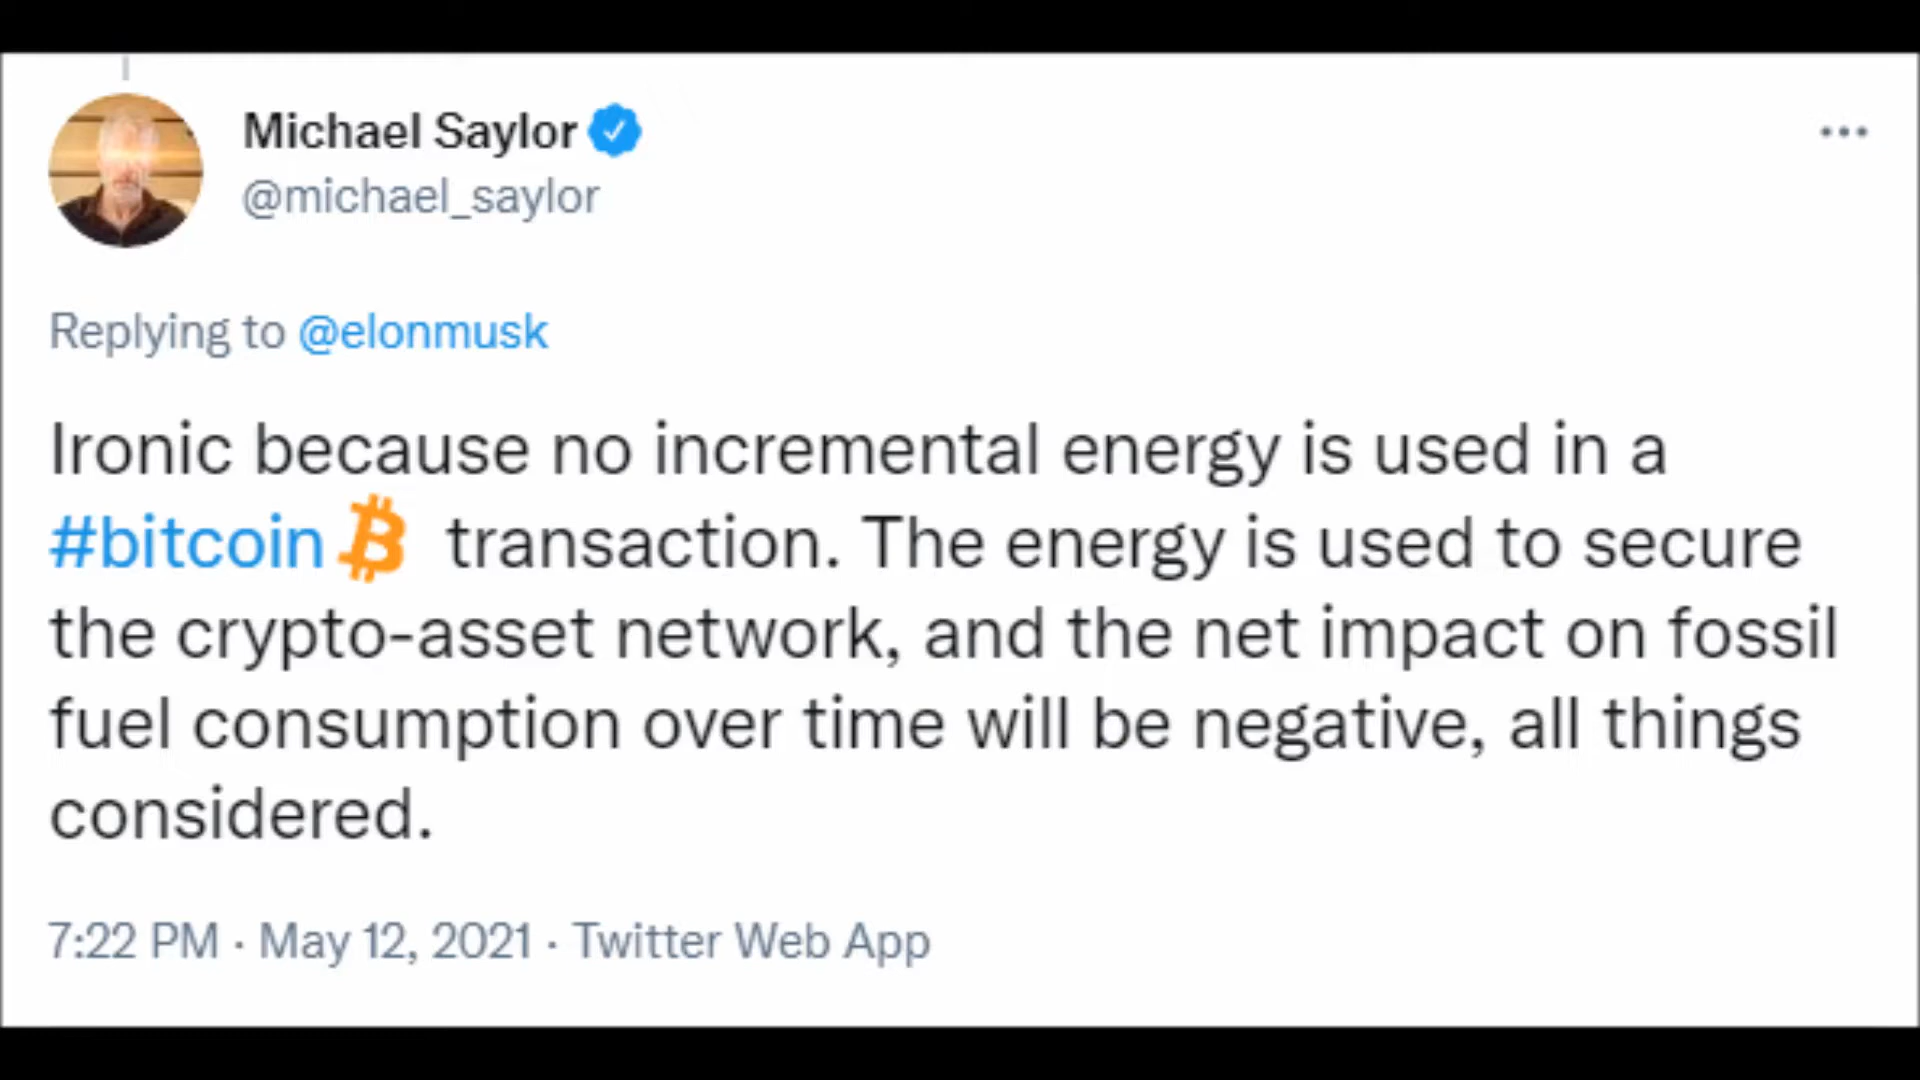 Michael Saylor
@michael_saylor
Replying to @elonmusk
Ironic because no incremental energy is used in a
#bitcoin transaction. The energy is used to secure
the crypto-asset network, and the net impact on fossil
fuel consumption over time will be negative, all things
considered.
7:22 PM · May 12, 2021 · Twitter Web App